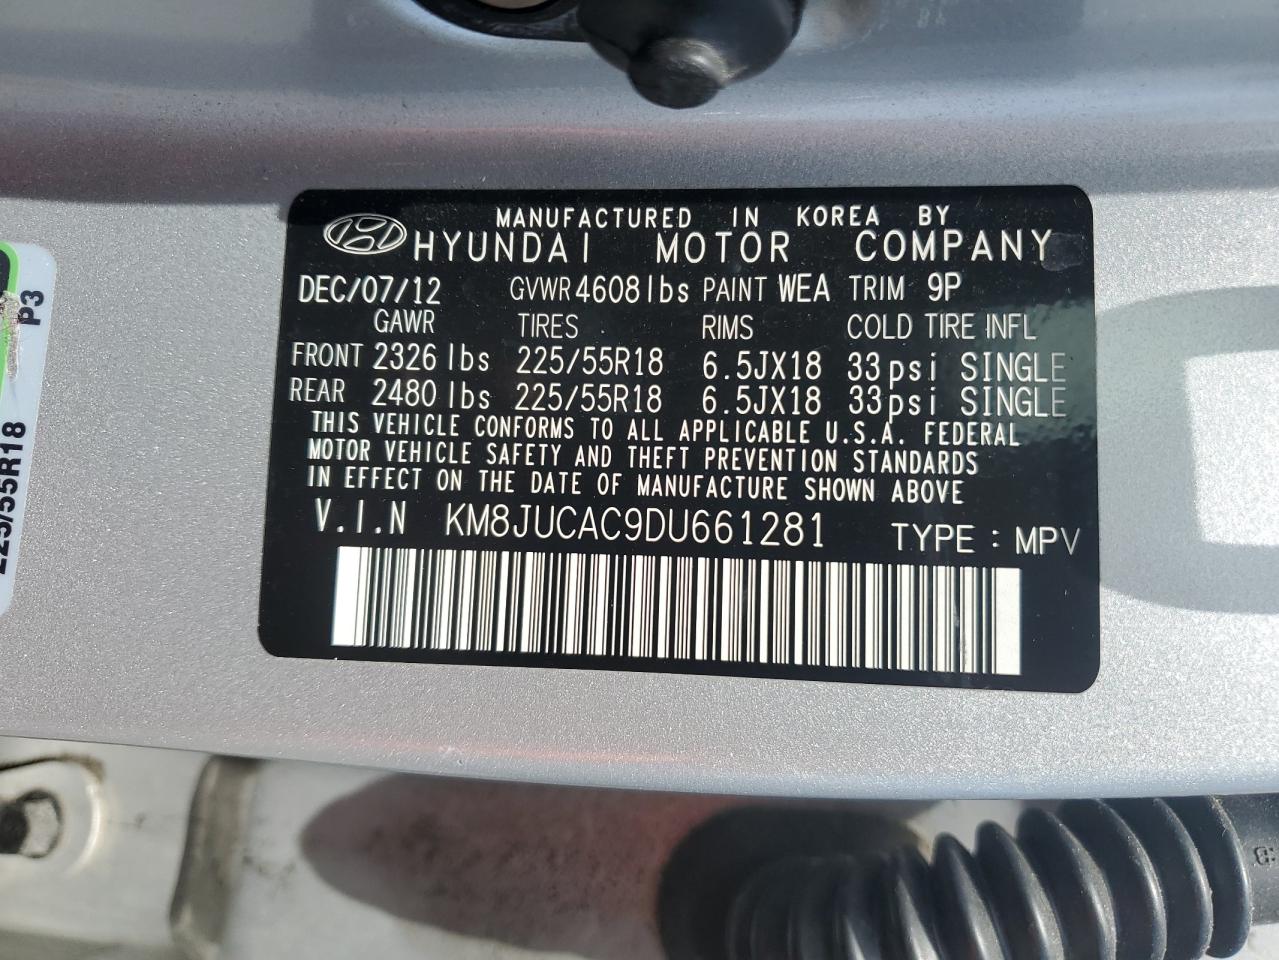 MANUFACTURED IN KOREA BY
HYUNDAI MOTOR COMPANY
DEC/07/12 GVWR 4608 lbs PAINT WEA TRIM 9P
GAWR TIRES RIMS COLD TIRE INFL
FRONT 2326 lbs 225/55R18 6.5JX18 33psi SINGLE
REAR 2480 lbs 225/55R18 6.5JX18 33psi SINGLE
THIS VEHICLE CONFORMS TO ALL APPLICABLE U.S.A. FEDERAL
MOTOR VEHICLE SAFETY AND THEFT PREVENTION STANDARDS
IN EFFECT ON THE DATE OF MANUFACTURE SHOWN ABOVE
V.I.N KM8JUCAC9DU661281 TYPE : MPV
P3
225/55R18